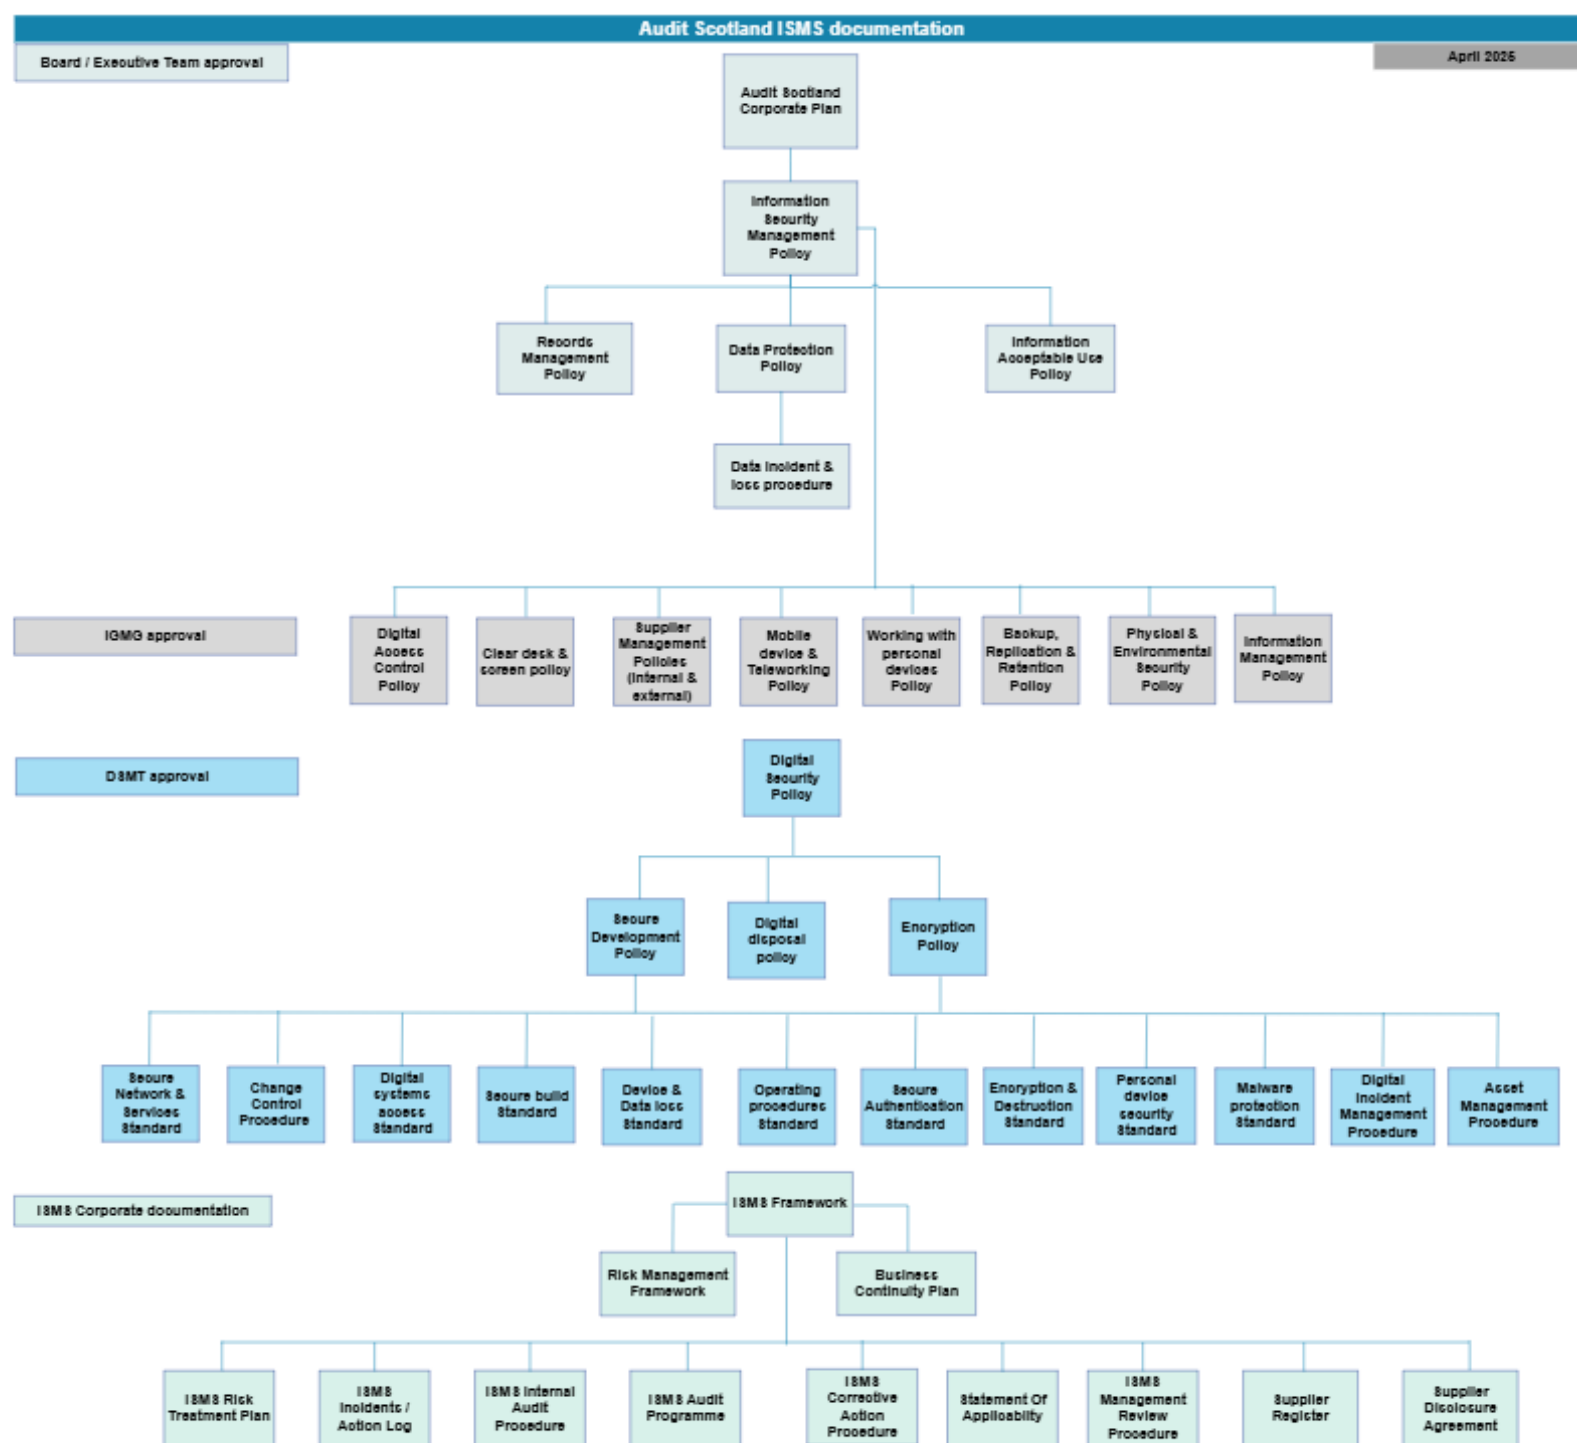 Audit Scotland ISMS documentation
Board / Executive Team approval
April 2025
Audit Scotland
Corporate Plan
Information
Security
Management
Policy
Records
Management
Policy
Data Protection
Policy
Information
Acceptable Use
Policy
Data Incident &
loss procedure
IGMG approval
Digital
Access
Control
Policy
Clear desk &
screen policy
Supplier
Management
Policies
(Internal &
external)
Mobile
device &
Teleworking
Policy
Working with
personal
devices
Policy
Backup,
Replication &
Retention
Policy
Physical &
Environmental
Security
Policy
Information
Management
Policy
DSMT approval
Digital
Security
Policy
Secure
Development
Policy
Digital
disposal
policy
Encryption
Policy
Secure
Network &
Services
Standard
Change
Control
Procedure
Digital
systems
access
Standard
Secure build
Standard
Device &
Data loss
Standard
Operating
procedures
Standard
Secure
Authentication
Standard
Encryption &
Destruction
Standard
Personal
device
security
Standard
Malware
protection
Standard
Digital
Incident
Management
Procedure
Asset
Management
Procedure
ISMS Corporate documentation
ISMS Framework
Risk Management
Framework
Business
Continuity Plan
ISMS Risk
Treatment Plan
ISMS
Incidents /
Action Log
ISMS Internal
Audit
Procedure
ISMS Audit
Programme
ISMS
Corrective
Action
Procedure
Statement Of
Applicabilty
ISMS
Management
Review
Procedure
Supplier
Register
Supplier
Disclosure
Agreement